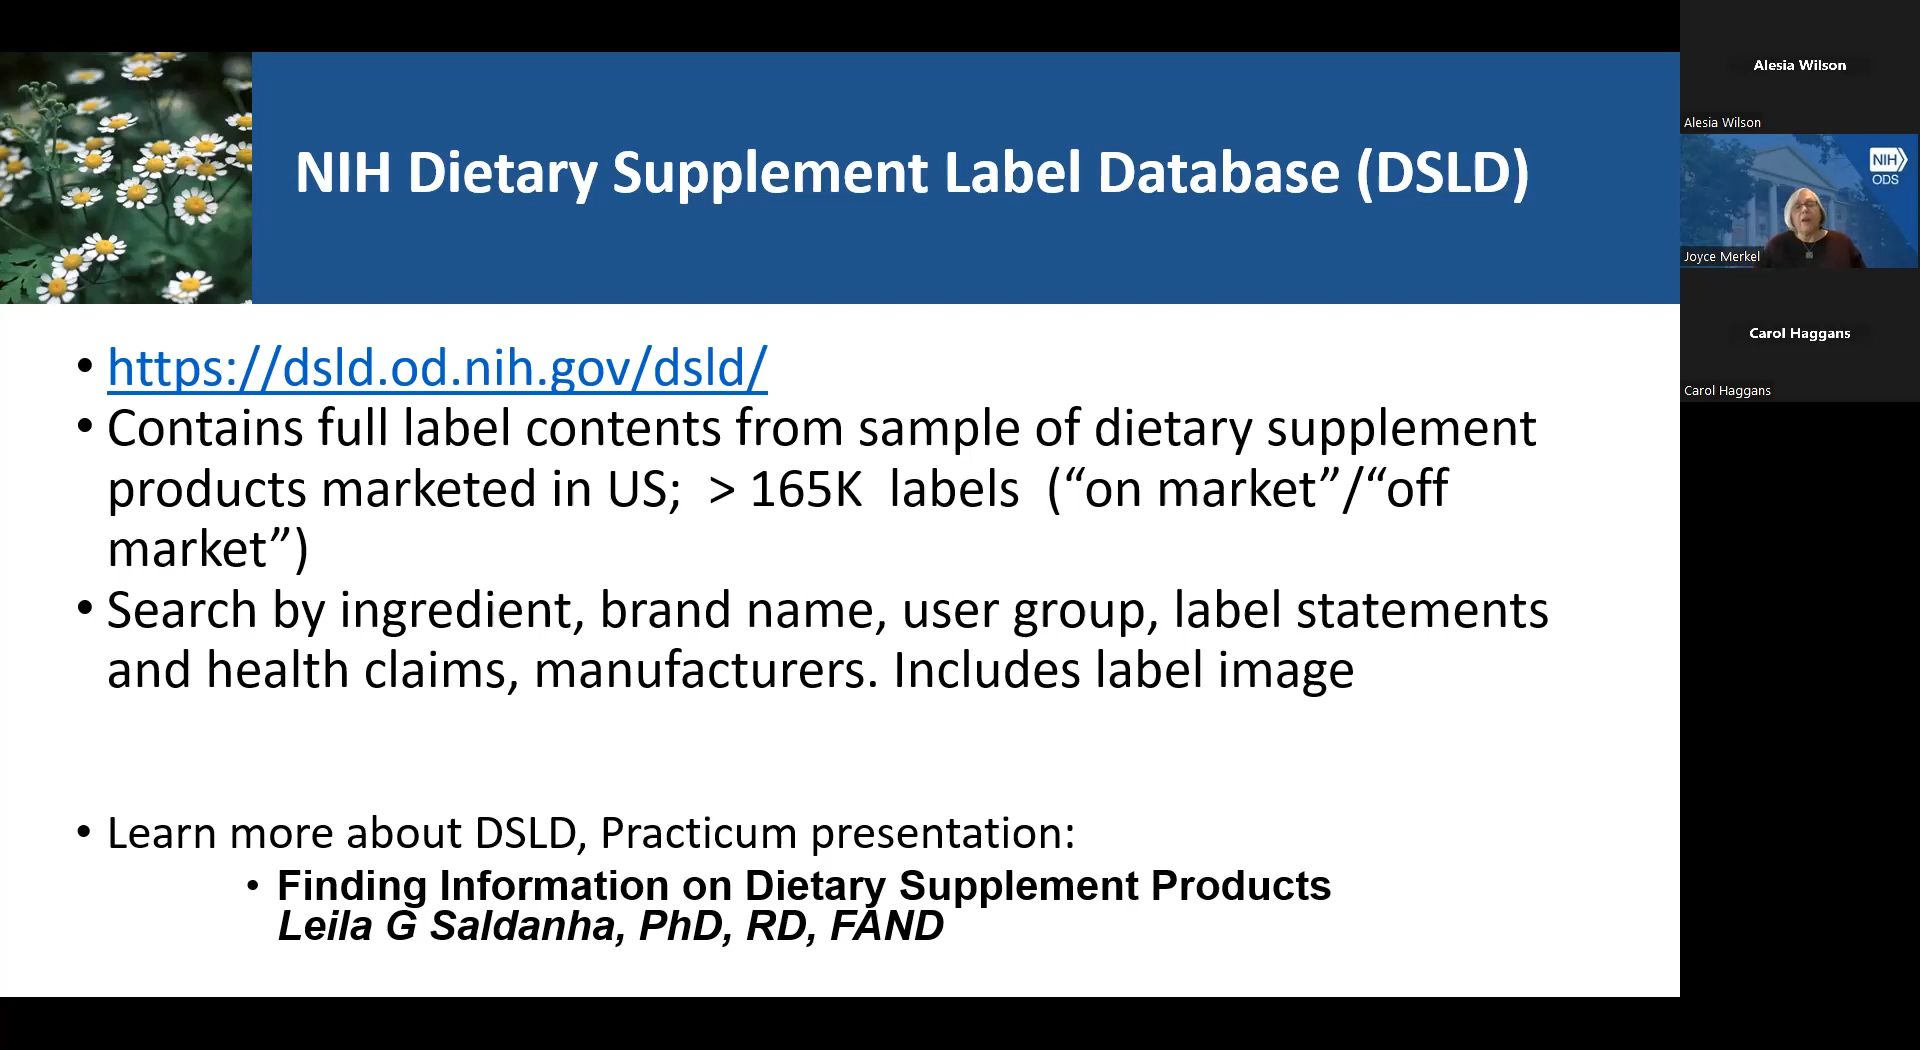 NIH Dietary Supplement Label Database (DSLD)
• https://dsld.od.nih.gov/dsld/
• Contains full label contents from sample of dietary supplement
products marketed in US;  > 165K  labels  (“on market”/“off
market”)
• Search by ingredient, brand name, user group, label statements
and health claims, manufacturers. Includes label image
• Learn more about DSLD, Practicum presentation:
• Finding Information on Dietary Supplement Products
Leila G Saldanha, PhD, RD, FAND
Alesia Wilson
Alesia Wilson
NIH
ODS
Joyce Merkel
Carol Haggans
Carol Haggans